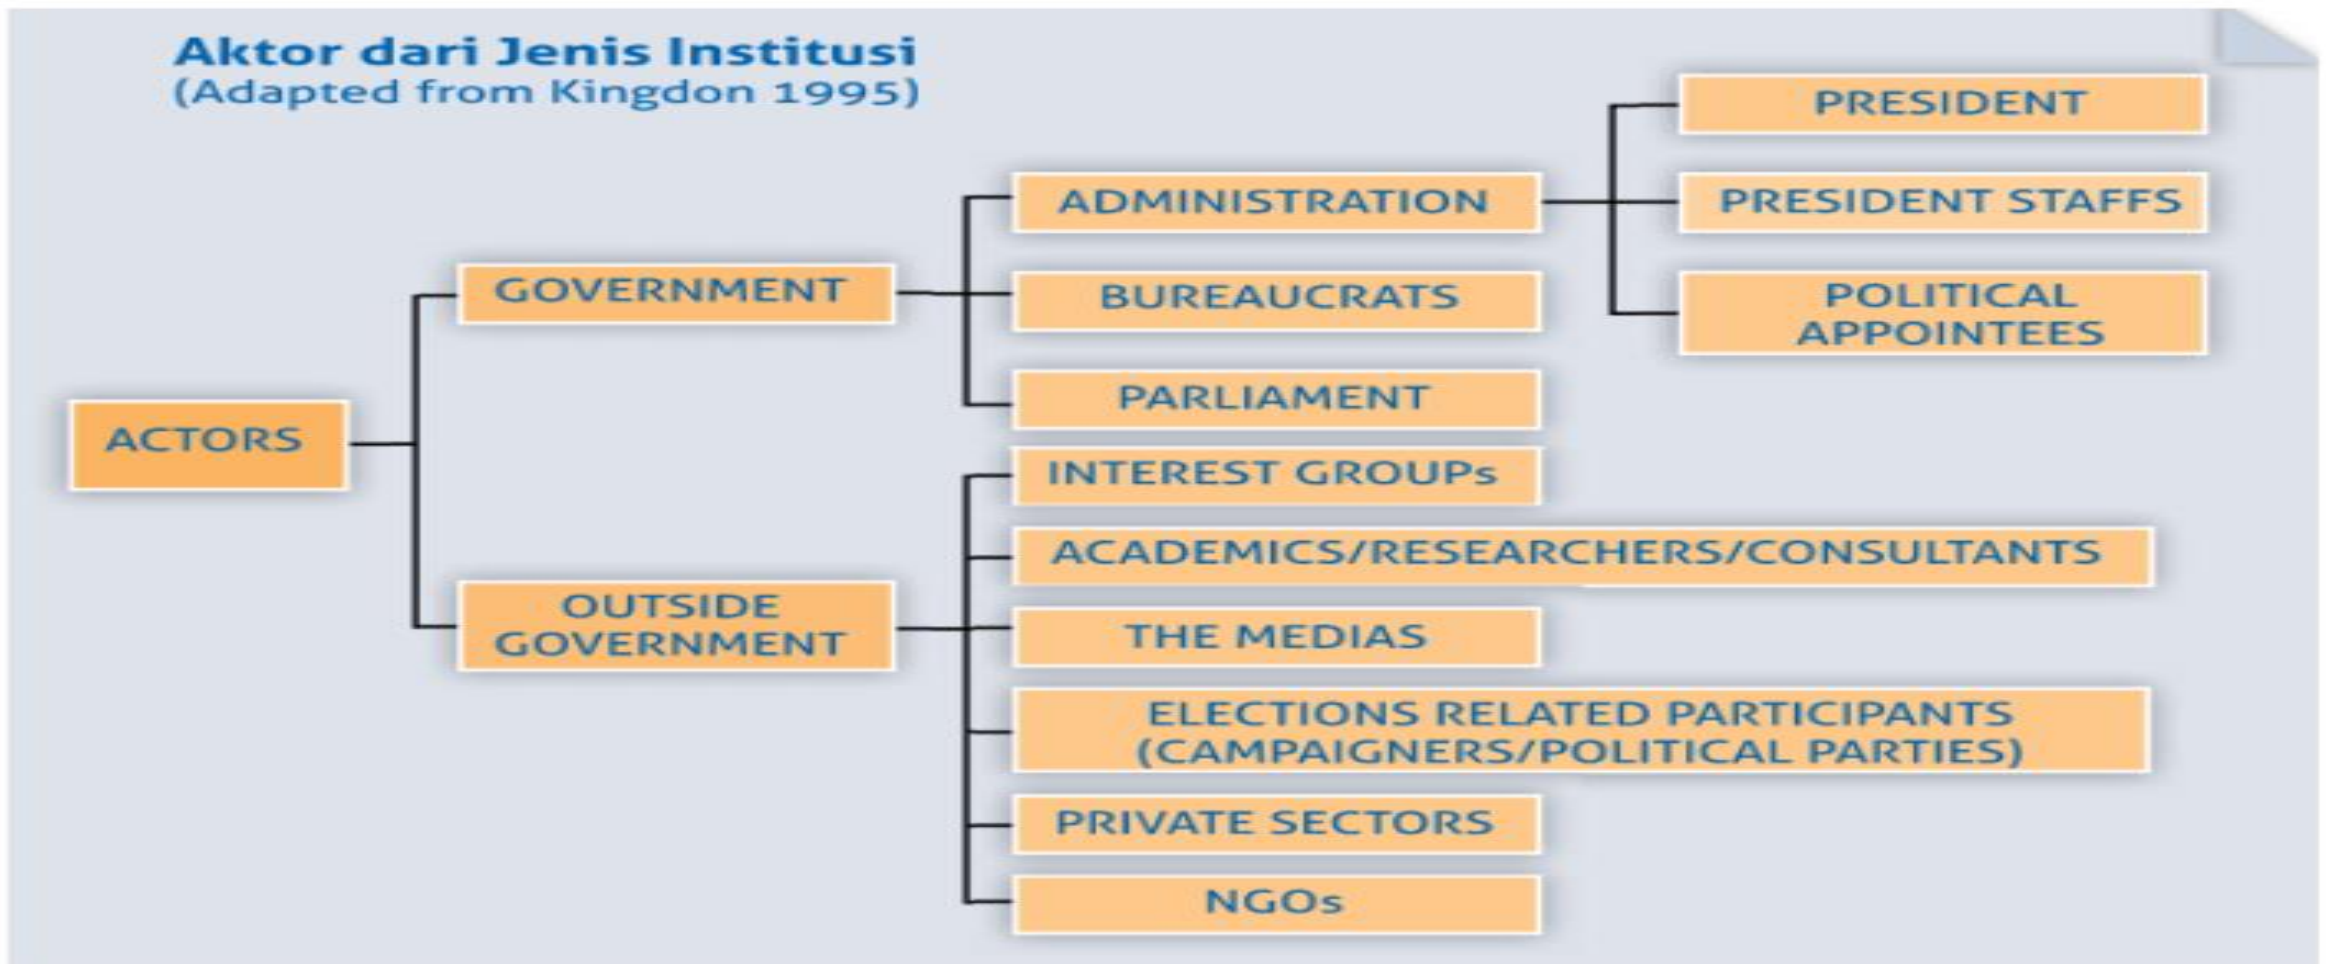 Aktor dari Jenis Institusi
(Adapted from Kingdon 1995)
ACTORS
GOVERNMENT
ADMINISTRATION
PRESIDENT
PRESIDENT STAFFS
POLITICAL
APPOINTEES
BUREAUCRATS
PARLIAMENT
OUTSIDE
GOVERNMENT
INTEREST GROUPs
ACADEMICS/RESEARCHERS/CONSULTANTS
THE MEDIAS
ELECTIONS RELATED PARTICIPANTS
(CAMPAIGNERS/POLITICAL PARTIES)
PRIVATE SECTORS
NGOs